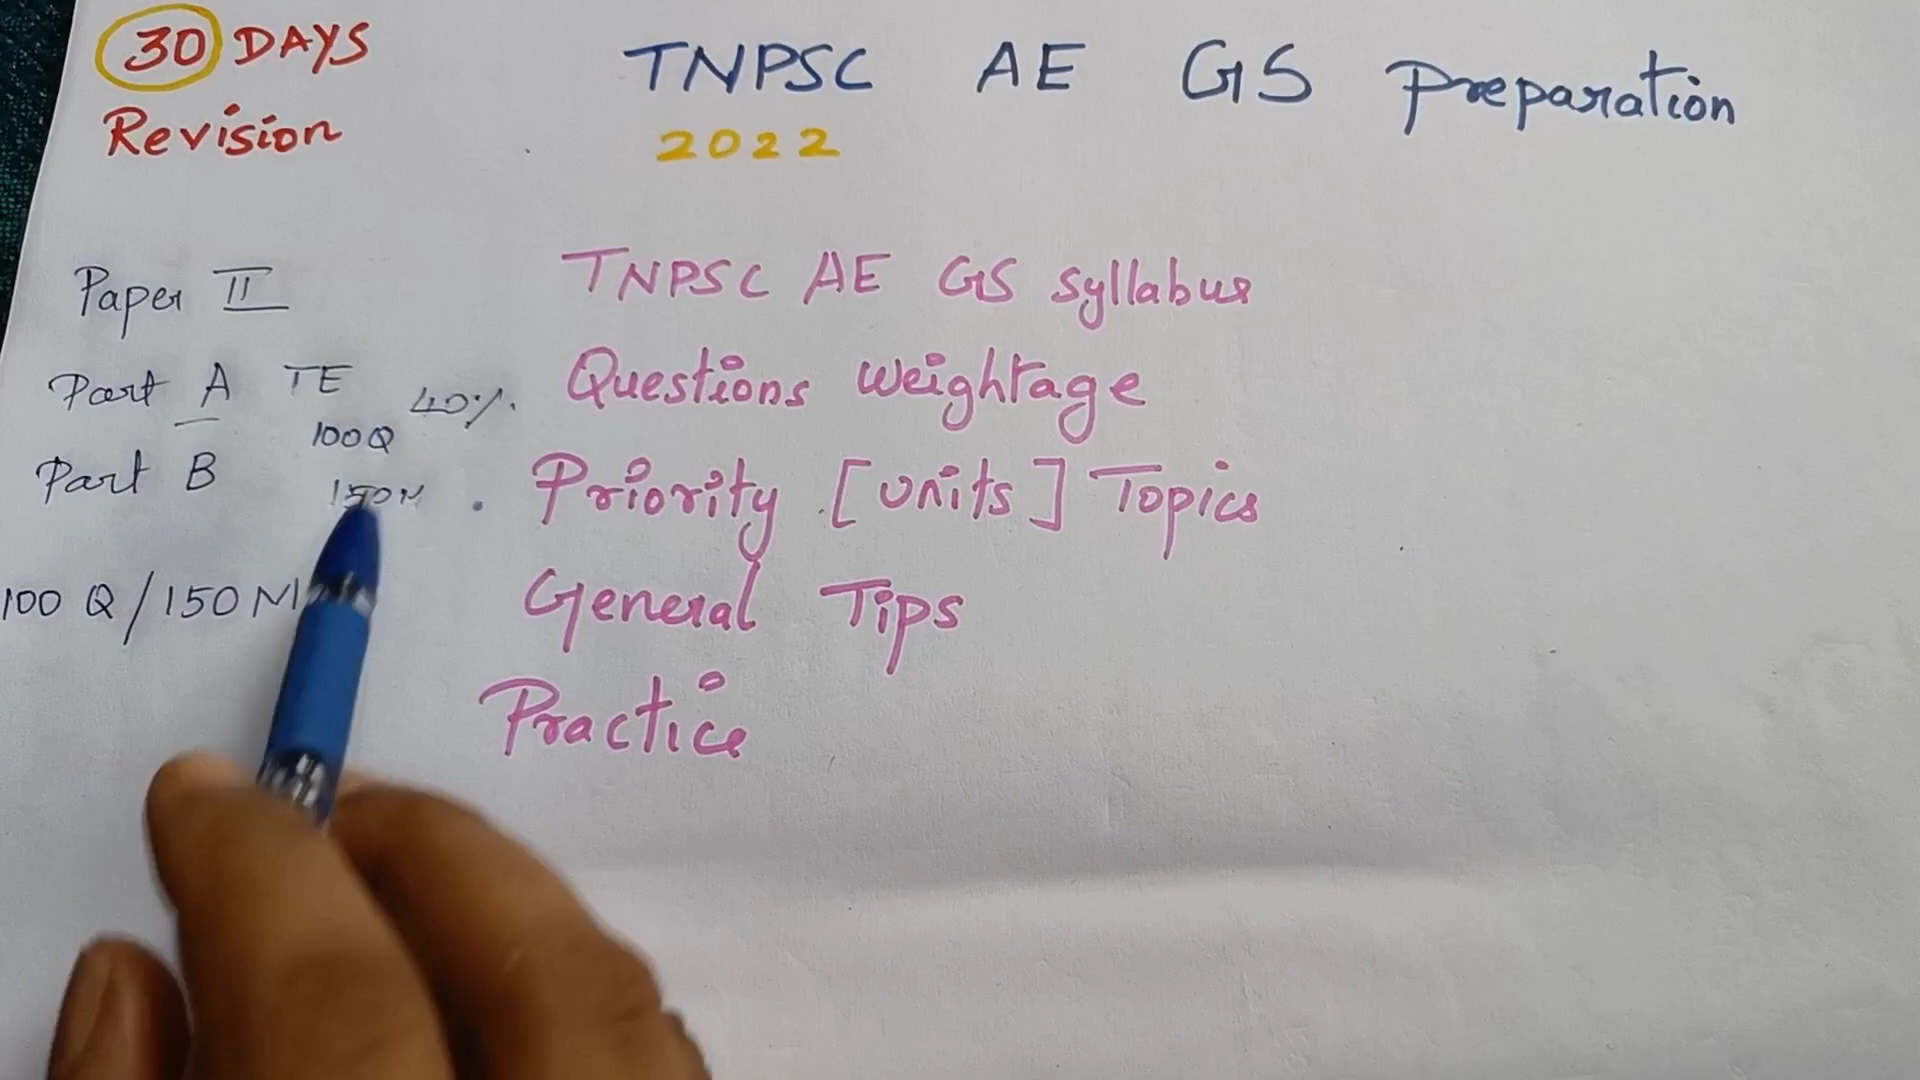 30 DAYS
Revision
TNPSC AE GS Preparation
2022
Paper II
Part A TE 40%.
100Q
Part B 150M
100 Q/150 M
TNPSC AE GS Syllabus
Questions Weightage
Priority [Units] Topics
General Tips
Practice